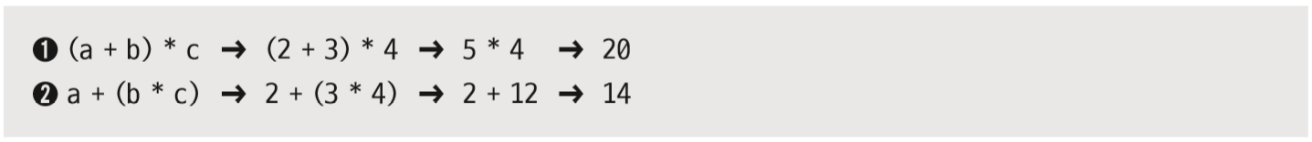 ❶ (a + b) * c → (2 + 3) * 4 → 5 * 4 → 20
❷ a + (b * c) → 2 + (3 * 4) → 2 + 12 → 14